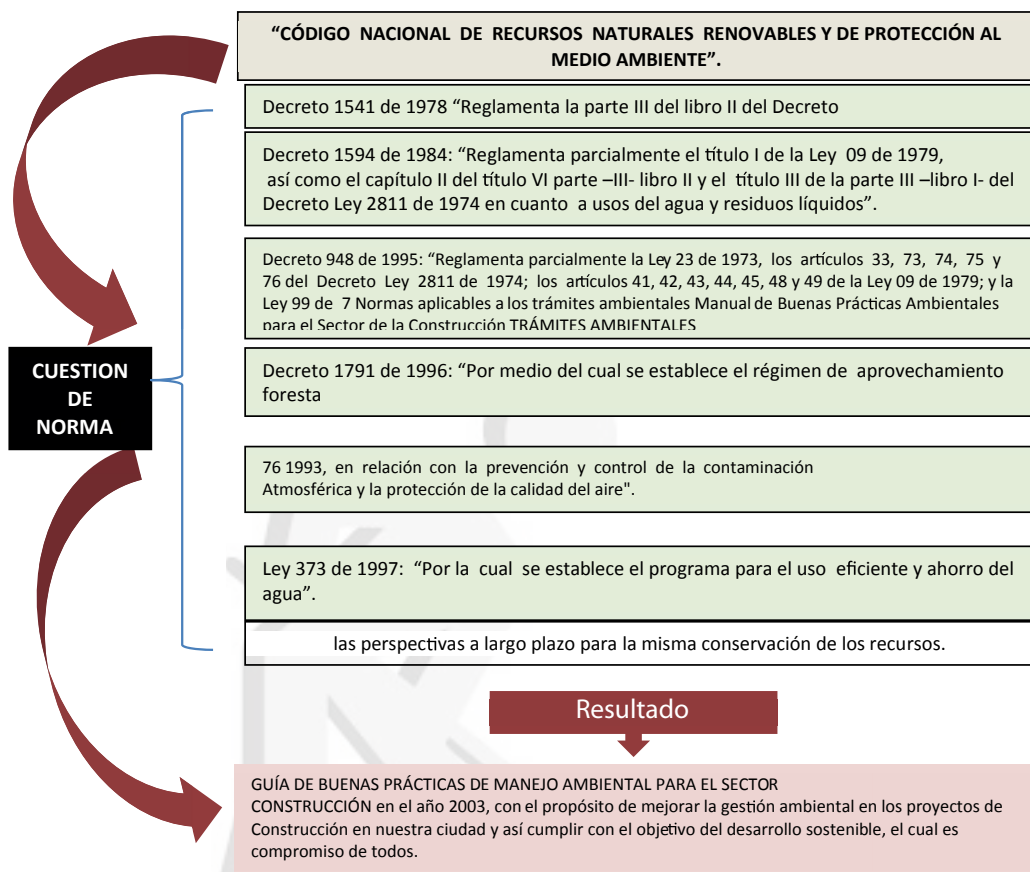 “CÓDIGO NACIONAL DE RECURSOS NATURALES RENOVABLES Y DE PROTECCIÓN AL
MEDIO AMBIENTE”.
Decreto 1541 de 1978 “Reglamenta la parte III del libro II del Decreto
Decreto 1594 de 1984: “Reglamenta parcialmente el título I de la Ley 09 de 1979,
así como el capítulo II del título VI parte –III- libro II y el título III de la parte III –libro I- del
Decreto Ley 2811 de 1974 en cuanto a usos del agua y residuos líquidos”.
Decreto 948 de 1995: “Reglamenta parcialmente la Ley 23 de 1973, los artículos 33, 73, 74, 75 y
76 del Decreto Ley 2811 de 1974; los artículos 41, 42, 43, 44, 45, 48 y 49 de la Ley 09 de 1979; y la
Ley 99 de 7 Normas aplicables a los trámites ambientales Manual de Buenas Prácticas Ambientales
para el Sector de la Construcción TRÁMITES AMBIENTALES
CUESTION
DE
NORMA
Decreto 1791 de 1996: “Por medio del cual se establece el régimen de aprovechamiento
foresta
76 1993, en relación con la prevención y control de la contaminación
Atmosférica y la protección de la calidad del aire".
Ley 373 de 1997: “Por la cual se establece el programa para el uso eficiente y ahorro del
agua”.
las perspectivas a largo plazo para la misma conservación de los recursos.
Resultado
GUÍA DE BUENAS PRÁCTICAS DE MANEJO AMBIENTAL PARA EL SECTOR
CONSTRUCCIÓN en el año 2003, con el propósito de mejorar la gestión ambiental en los proyectos de
Construcción en nuestra ciudad y así cumplir con el objetivo del desarrollo sostenible, el cual es
compromiso de todos.